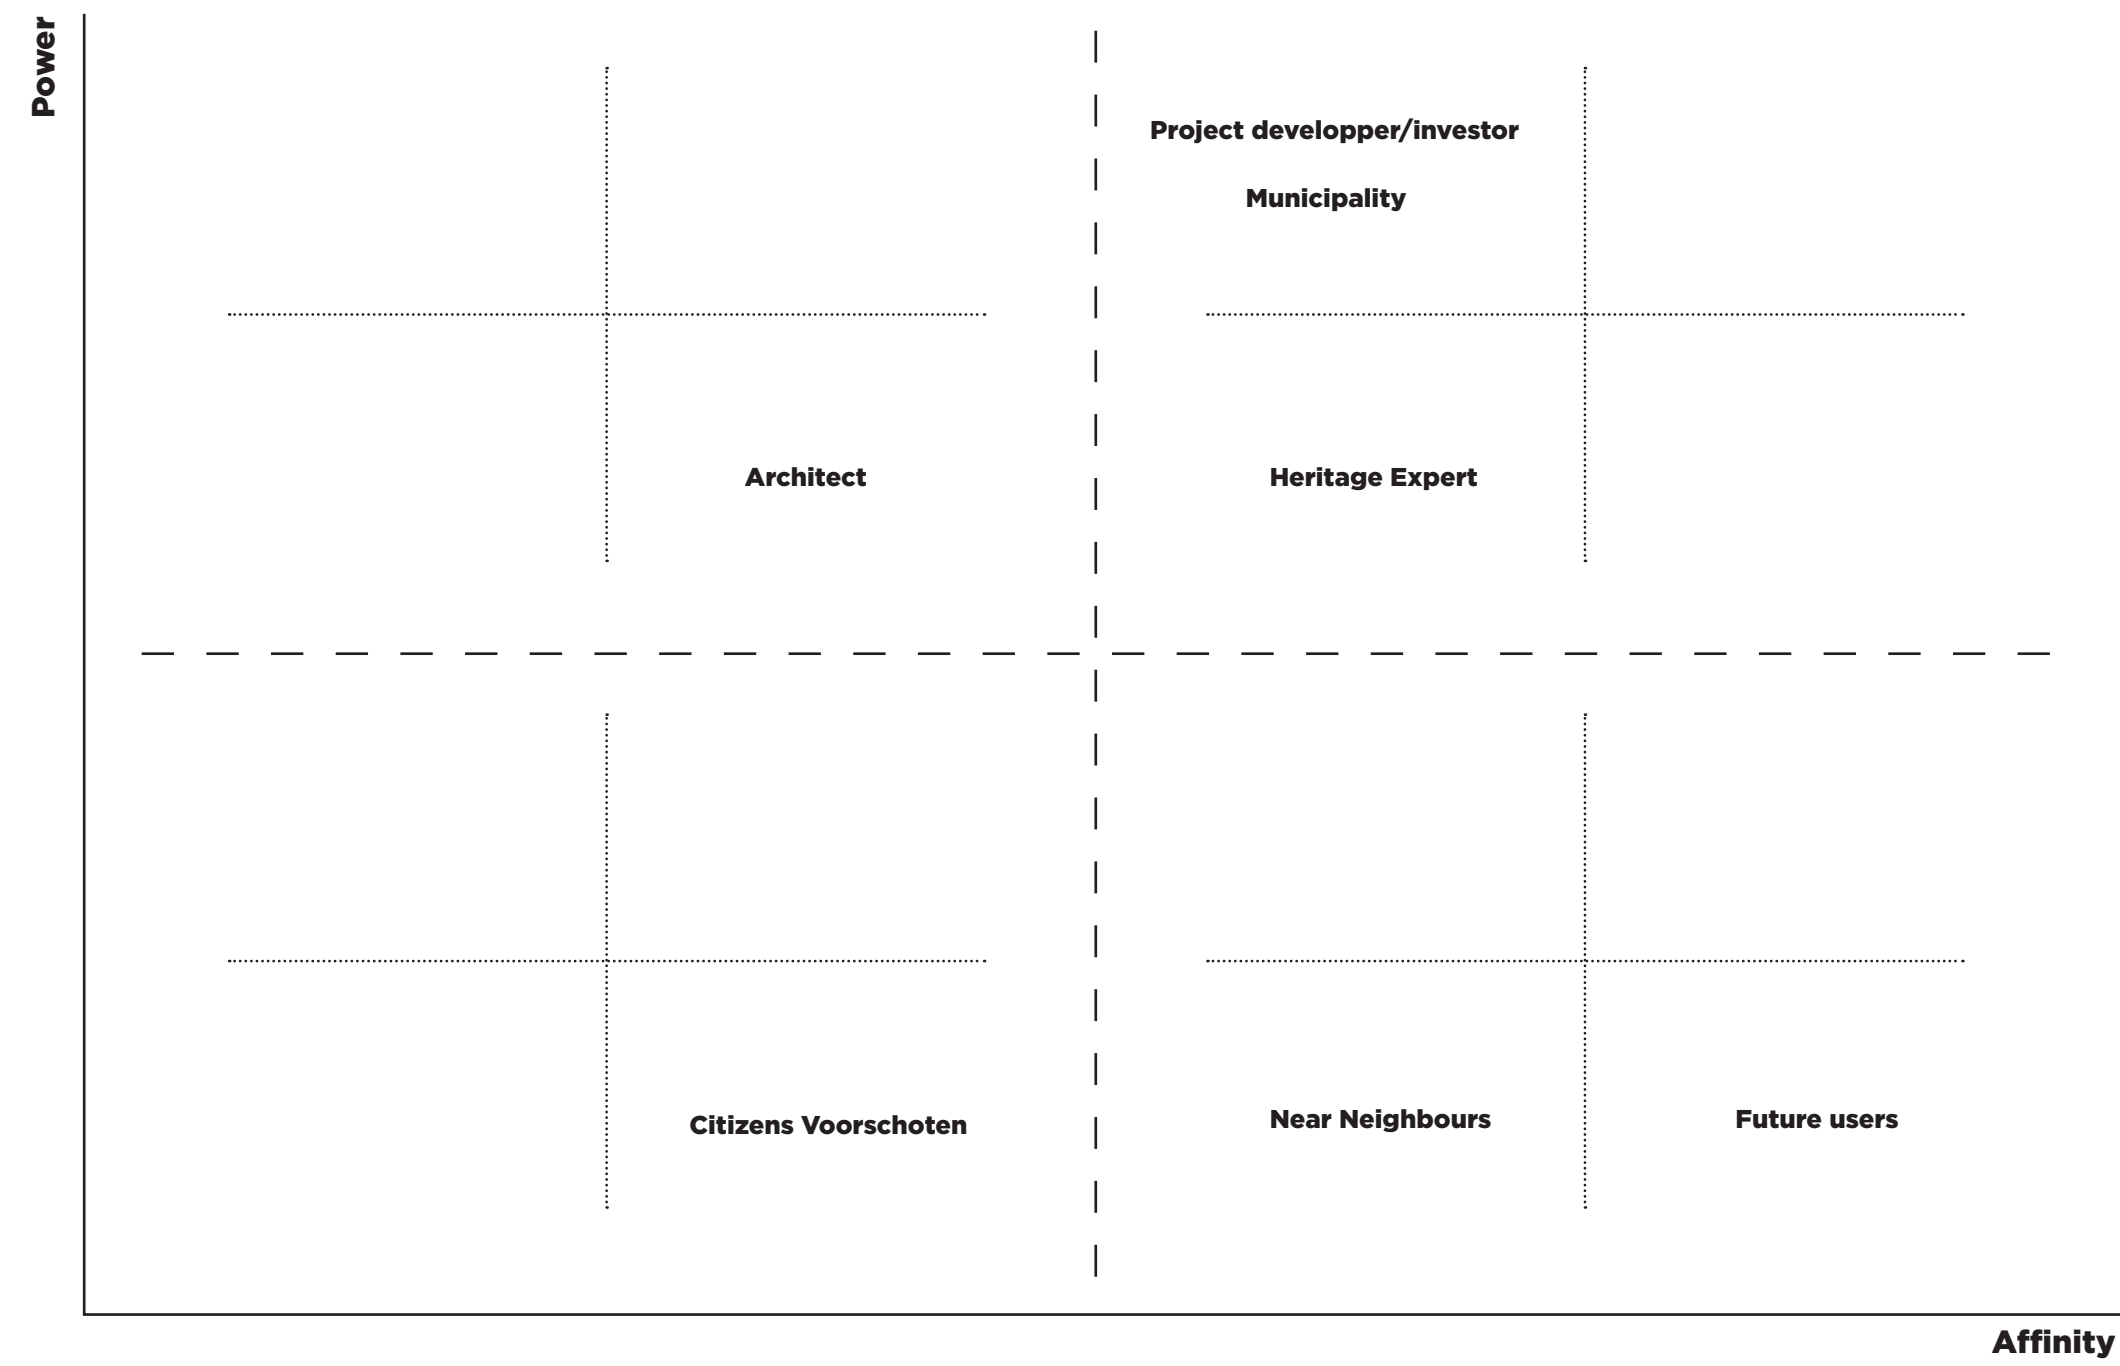 Power
Project developper/investor
Municipality
Architect
Heritage Expert
Citizens Voorschoten
Near Neighbours
Future users
Affinity